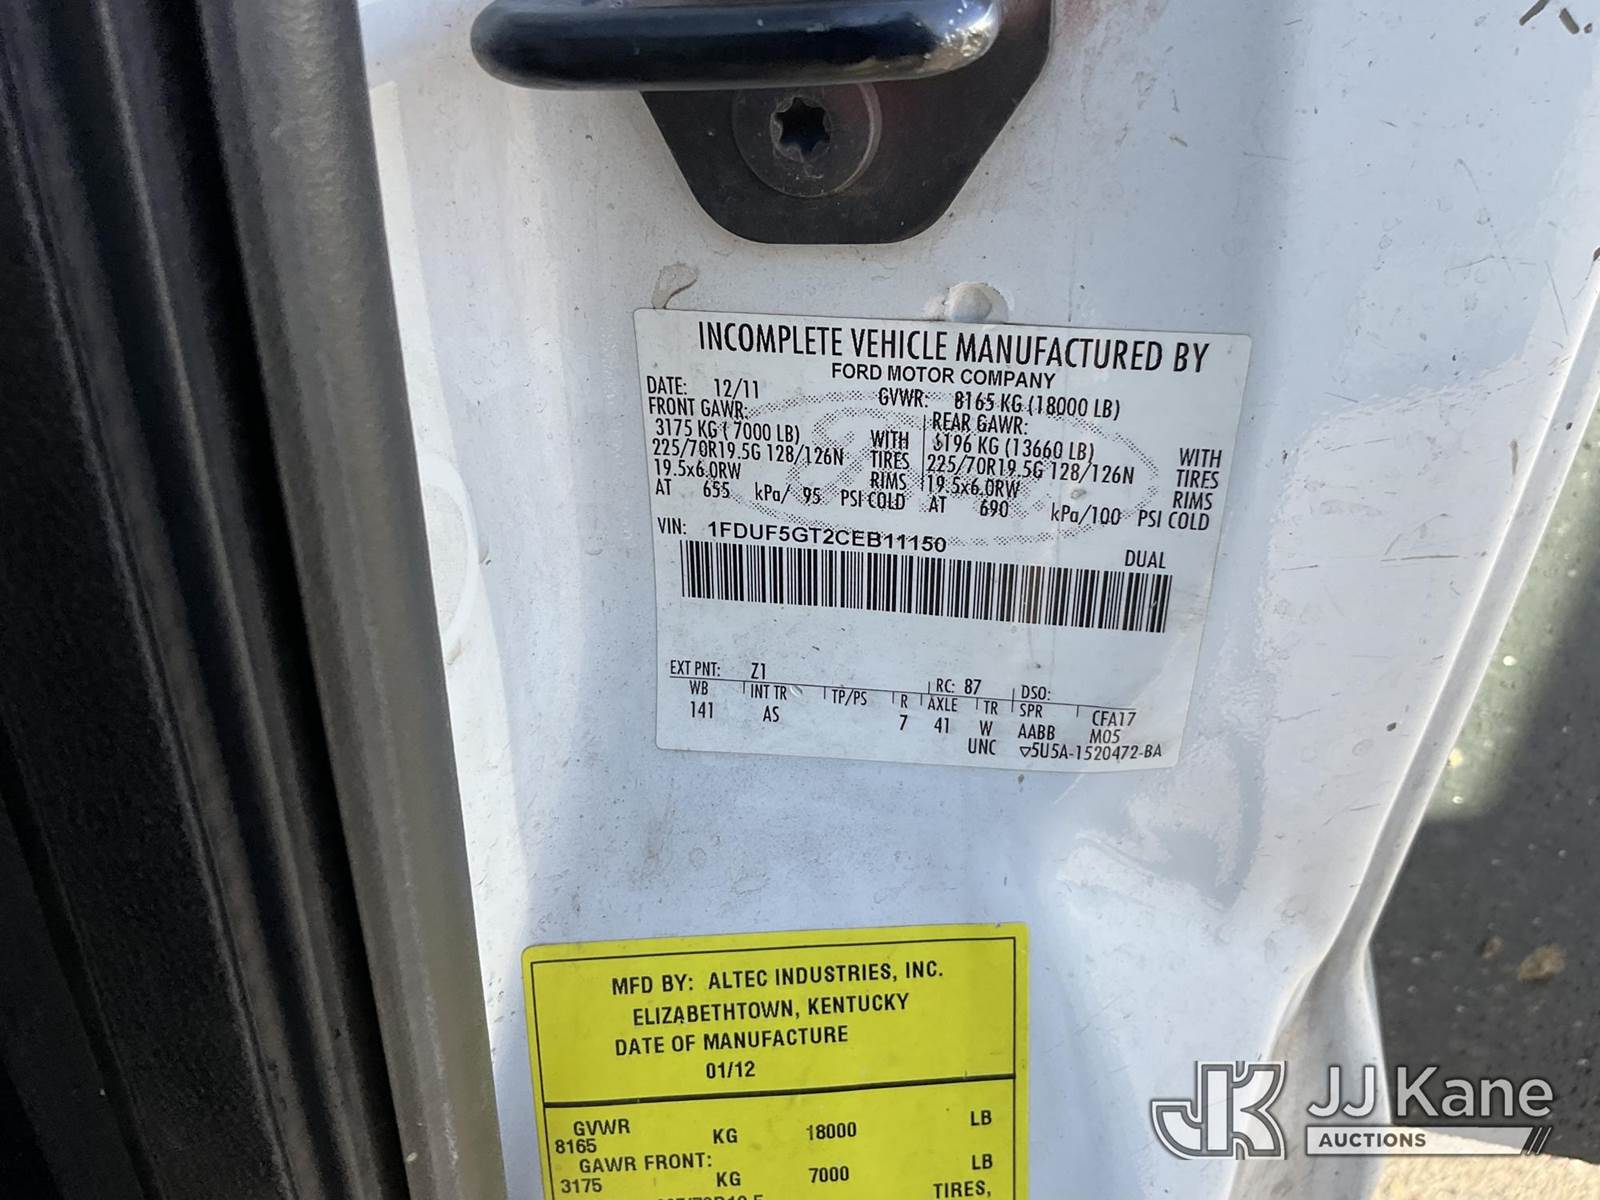 INCOMPLETE VEHICLE MANUFACTURED BY
FORD MOTOR COMPANY
DATE: 12/11 GVWR: 8165 KG (18000 LB)
FRONT GAWR: REAR GAWR:
3175 KG ( 7000 LB) WITH 6196 KG (13660 LB) WITH
225/70R19.5G 128/126N TIRES 225/70R19.5G 128/126N TIRES
19.5x6.0RW RIMS 19.5x6.0RW RIMS
AT 655 kPa/ 95 PSI COLD AT 690 kPa/100 PSI COLD
VIN: 1FDUF5GT2CEB11150
DUAL
EXT PNT: Z1 RC: 87 DSO:
WB INT TR TP/PS R AXLE TR SPR CFA17
141 AS 7 41 W AABB M05
UNC ▽5U5A-1520472-BA
MFD BY: ALTEC INDUSTRIES, INC.
ELIZABETHTOWN, KENTUCKY
DATE OF MANUFACTURE
01/12
GVWR
8165 KG 18000 LB
GAWR FRONT:
3175 KG 7000 LB
TIRES,
JK JJ Kane
AUCTIONS